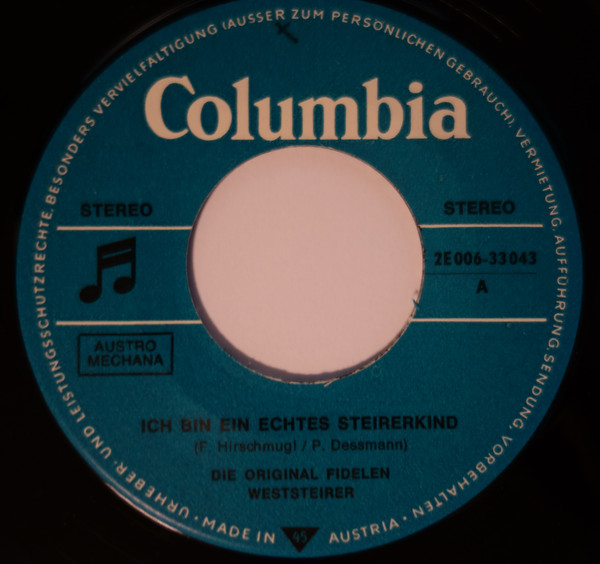 URHEBER- UND LEISTUNGSSCHUTZRECHTE, BESONDERS VERVIELFÄLTIGUNG (AUSSER ZUM PERSÖNLICHEN GEBRAUCH), VERMIETUNG, AUFFÜHRUNG, SENDUNG, VORBEHALTEN ·
Columbia
STEREO
STEREO
2E006-33043
A
AUSTRO
MECHANA
ICH BIN EIN ECHTES STEIRERKIND
(F. Hirschmugl / P. Dessmann)
DIE ORIGINAL FIDELEN
WESTSTEIRER
· MADE IN 45 AUSTRIA ·